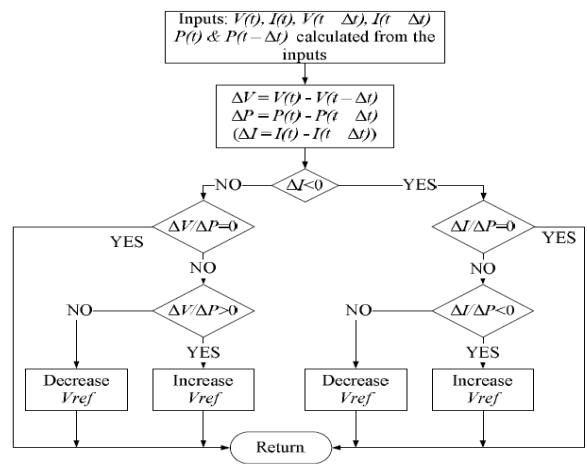 Inputs: V(t), I(t), V(t Δt), I(t Δt)
P(t) & P(t – Δt) calculated from the
inputs
ΔV = V(t) - V(t – Δt)
ΔP = P(t) - P(t Δt)
(ΔI = I(t) - I(t Δt))
NO
ΔI<0
YES
ΔV/ΔP=0
YES
ΔI/ΔP=0
YES
NO
NO
NO
ΔV/ΔP>0
NO
ΔI/ΔP<0
YES
YES
Decrease
Vref
Increase
Vref
Decrease
Vref
Increase
Vref
Return